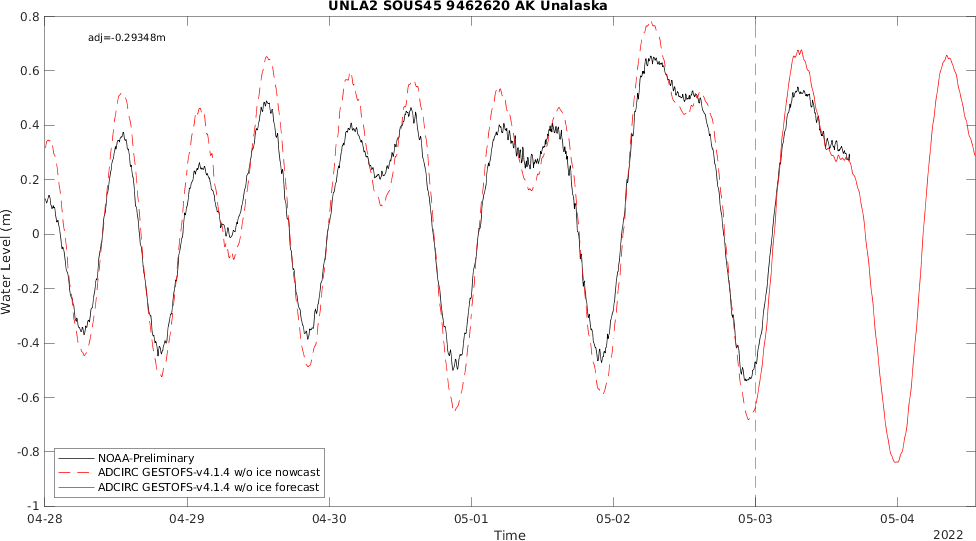 UNLA2 SOUS45 9462620 AK Unalaska
adj=-0.29348m
0.8
0.6
0.4
0.2
0
-0.2
-0.4
-0.6
-0.8
-1
Water Level (m)
NOAA-Preliminary
ADCIRC GESTOFS-v4.1.4 w/o ice nowcast
ADCIRC GESTOFS-v4.1.4 w/o ice forecast
04-28 04-29 04-30 05-01 05-02 05-03 05-04
Time
2022